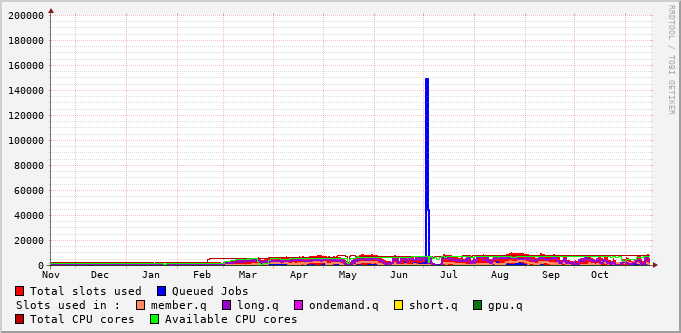 200000
180000
160000
140000
120000
100000
80000
60000
40000
20000
0
Nov Dec Jan Feb Mar Apr May Jun Jul Aug Sep Oct
Total slots used Queued Jobs
Slots used in : member.q long.q ondemand.q short.q gpu.q
Total CPU cores Available CPU cores
RRDTOOL / TOBI OETIKER